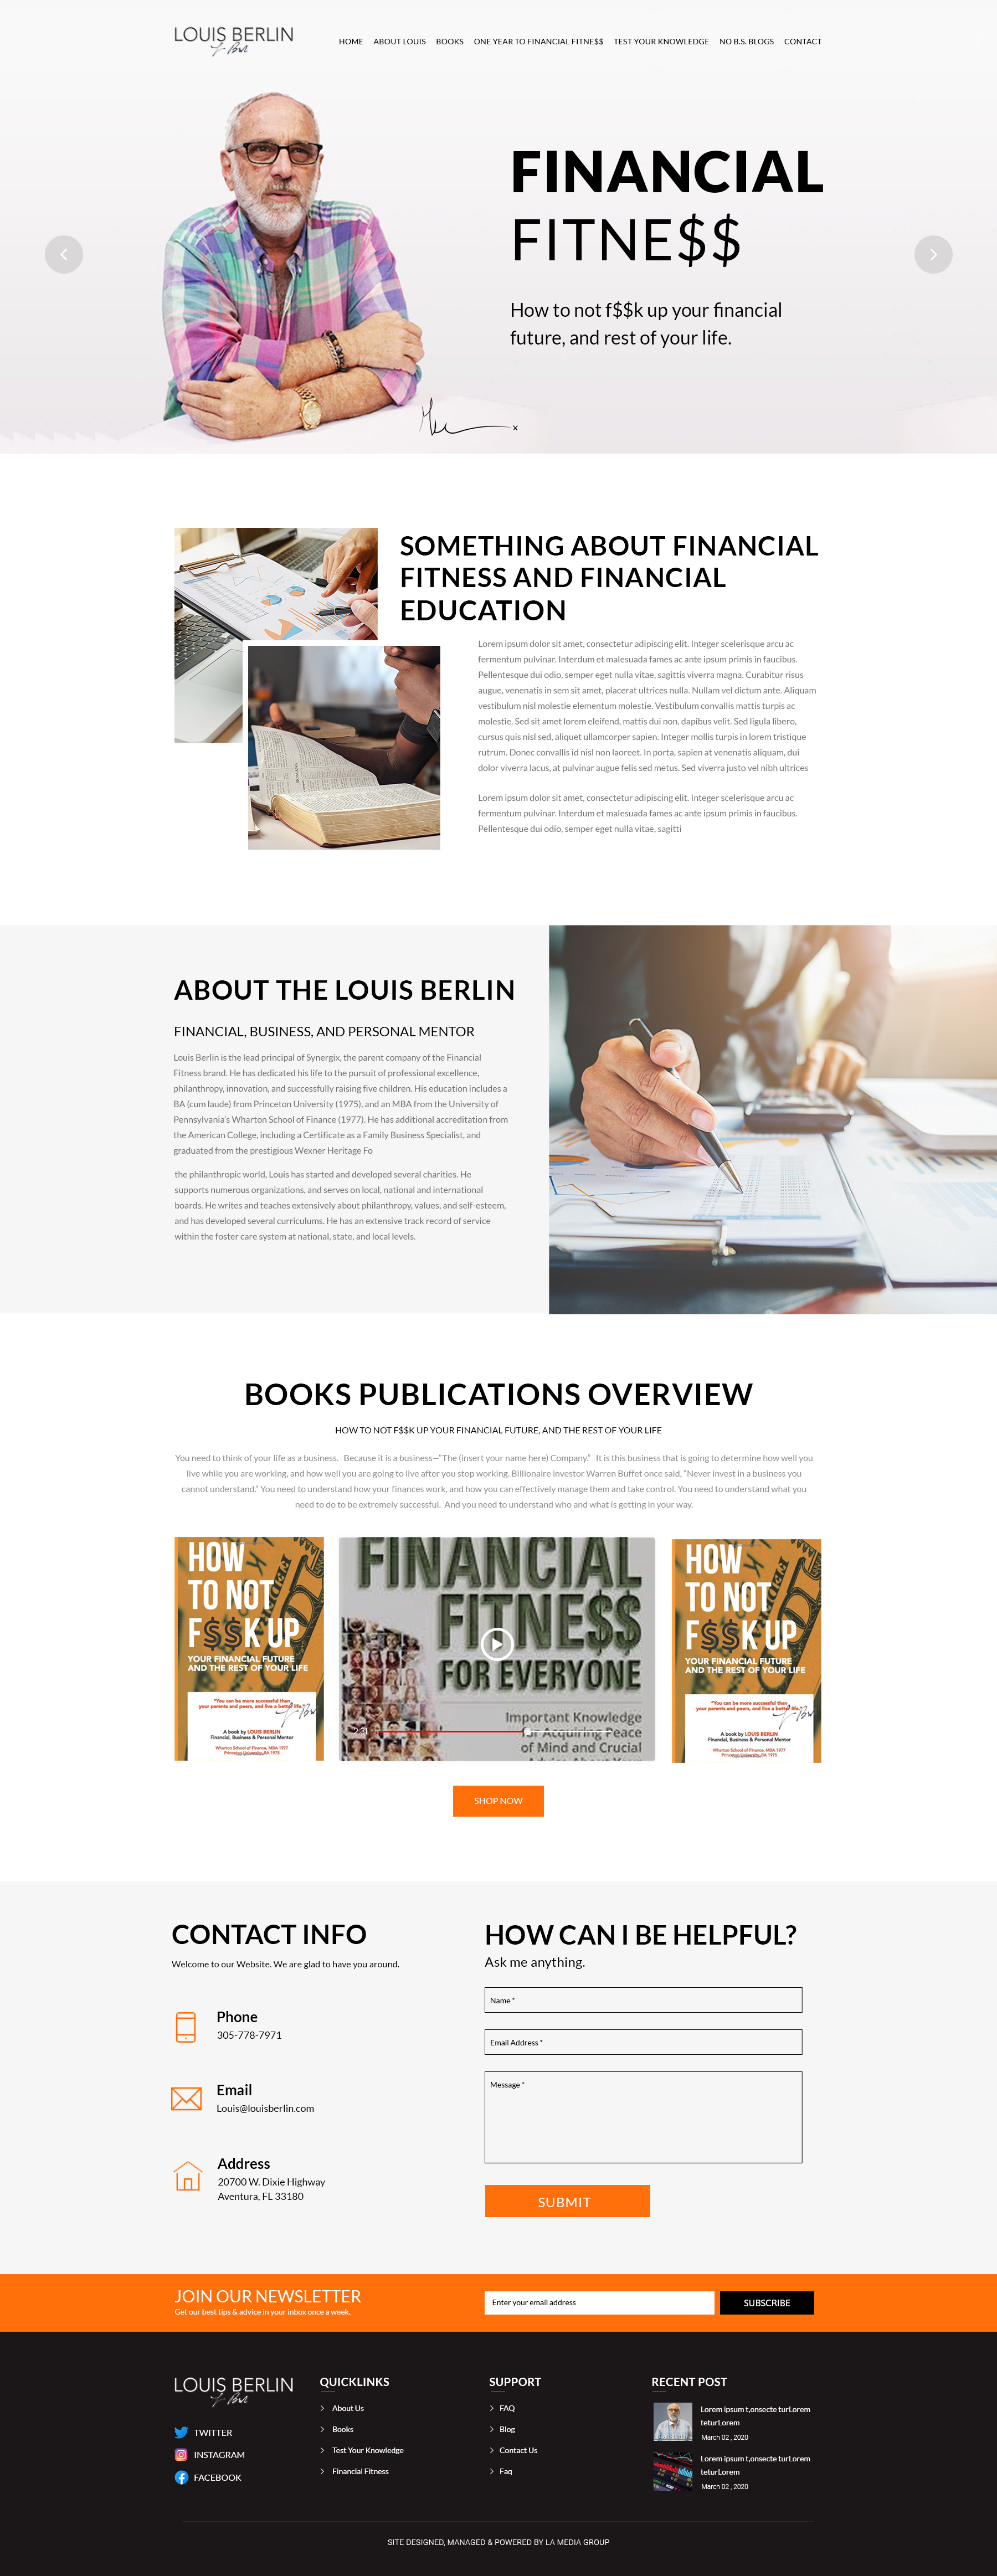 LOUIS BERLIN
HOME ABOUT LOUIS BOOKS ONE YEAR TO FINANCIAL FITNE$$ TEST YOUR KNOWLEDGE NO B.S. BLOGS CONTACT
FINANCIAL
FITNE$$
How to not f$$k up your financial
future, and rest of your life.
SOMETHING ABOUT FINANCIAL
FITNESS AND FINANCIAL
EDUCATION
Lorem ipsum dolor sit amet, consectetur adipiscing elit. Integer scelerisque arcu ac
fermentum pulvinar. Interdum et malesuada fames ac ante ipsum primis in faucibus.
Pellentesque dui odio, semper eget nulla vitae, sagittis viverra magna. Curabitur risus
augue, venenatis in sem sit amet, placerat ultrices nulla. Nullam vel dictum ante. Aliquam
vestibulum nisl molestie elementum molestie. Vestibulum convallis mattis turpis ac
molestie. Sed sit amet lorem eleifend, mattis dui non, dapibus velit. Sed ligula libero,
cursus quis nisl sed, aliquet ullamcorper sapien. Integer mollis turpis in lorem tristique
rutrum. Donec convallis id nisl non laoreet. In porta, sapien at venenatis aliquam, dui
dolor viverra lacus, at pulvinar augue felis sed metus. Sed viverra justo vel nibh ultrices
Lorem ipsum dolor sit amet, consectetur adipiscing elit. Integer scelerisque arcu ac
fermentum pulvinar. Interdum et malesuada fames ac ante ipsum primis in faucibus.
Pellentesque dui odio, semper eget nulla vitae, sagitti
ABOUT THE LOUIS BERLIN
FINANCIAL, BUSINESS, AND PERSONAL MENTOR
Louis Berlin is the lead principal of Synergix, the parent company of the Financial
Fitness brand. He has dedicated his life to the pursuit of professional excellence,
philanthropy, innovation, and successfully raising five children. His education includes a
BA (cum laude) from Princeton University (1975), and an MBA from the University of
Pennsylvania's Wharton School of Finance (1977). He has additional accreditation from
the American College, including a Certificate as a Family Business Specialist, and
graduated from the prestigious Wexner Heritage Fo
the philanthropic world, Louis has started and developed several charities. He
supports numerous organizations, and serves on local, national and international
boards. He writes and teaches extensively about philanthropy, values, and self-esteem,
and has developed several curriculums. He has an extensive track record of service
within the foster care system at national, state, and local levels.
BOOKS PUBLICATIONS OVERVIEW
HOW TO NOT F$$K UP YOUR FINANCIAL FUTURE, AND THE REST OF YOUR LIFE
You need to think of your life as a business. Because it is a business—"The (insert your name here) Company." It is this business that is going to determine how well you
live while you are working, and how well you are going to live after you stop working. Billionaire investor Warren Buffet once said, "Never invest in a business you
cannot understand." You need to understand how your finances work, and how you can effectively manage them and take control. You need to understand what you
need to do to be extremely successful. And you need to understand who and what is getting in your way.
HOW
TO NOT
F$$K UP
YOUR FINANCIAL FUTURE
AND THE REST OF YOUR LIFE
"You can be more successful than
your parents and peers, and live a better life."
A book by LOUIS BERLIN
Financial, Business & Personal Mentor
Wharton School of Finance, MBA 1977
Princeton University, BA 1975
FINANCIAL
FITNE$$
FOR EVERYONE
Important Knowledge
of Acquiring Peace
of Mind and Crucial
Advice About Your
2:31
HOW
TO NOT
F$$K UP
YOUR FINANCIAL FUTURE
AND THE REST OF YOUR LIFE
"You can be more successful than
your parents and peers, and live a better life."
A book by LOUIS BERLIN
Financial, Business & Personal Mentor
Wharton School of Finance, MBA 1977
Princeton University, BA 1975
SHOP NOW
CONTACT INFO
Welcome to our Website. We are glad to have you around.
Phone
305-778-7971
Email
Louis@louisberlin.com
Address
20700 W. Dixie Highway
Aventura, FL 33180
HOW CAN I BE HELPFUL?
Ask me anything.
Name *
Email Address *
Message *
SUBMIT
JOIN OUR NEWSLETTER
Get our best tips & advice in your inbox once a week.
Enter your email address
SUBSCRIBE
LOUIS BERLIN
TWITTER
INSTAGRAM
FACEBOOK
QUICKLINKS
About Us
Books
Test Your Knowledge
Financial Fitness
SUPPORT
FAQ
Blog
Contact Us
Faq
RECENT POST
Lorem ipsum t,onsecte turLorem
teturLorem
March 02 , 2020
Lorem ipsum t,onsecte turLorem
teturLorem
March 02 , 2020
SITE DESIGNED, MANAGED & POWERED BY LA MEDIA GROUP